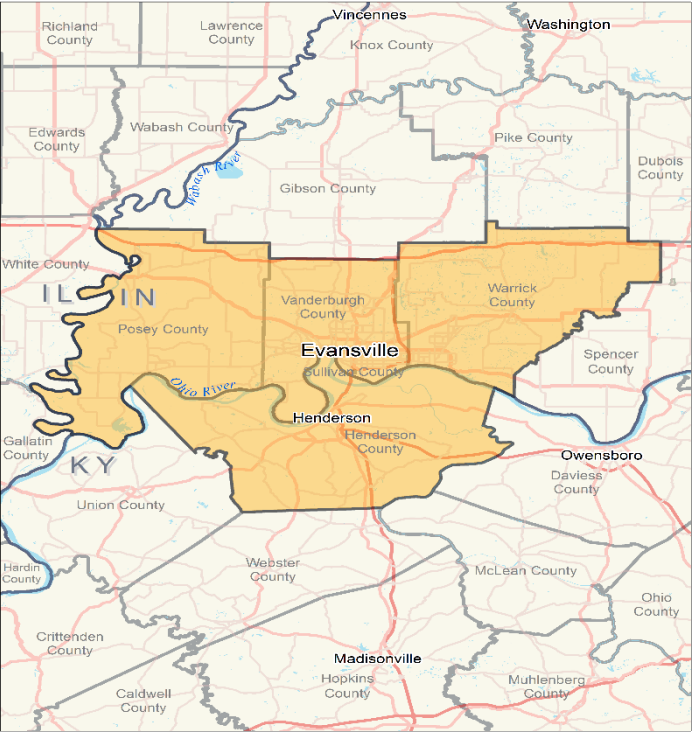 Vincennes
Washington
Richland
County
Lawrence
County
Knox County
Edwards
County
Wabash County
Pike County
Dubois
County
Wabash River
Gibson County
White County
IL
IN
Vanderburgh
County
Warrick
County
Posey County
Evansville
Sullivan County
Spencer
County
Ohio River
Henderson
Henderson
County
Gallatin
County
KY
Owensboro
Daviess
County
Union County
Hardin
County
Webster
County
McLean County
Ohio
County
Crittenden
County
Madisonville
Hopkins
County
Muhlenberg
County
Caldwell
County